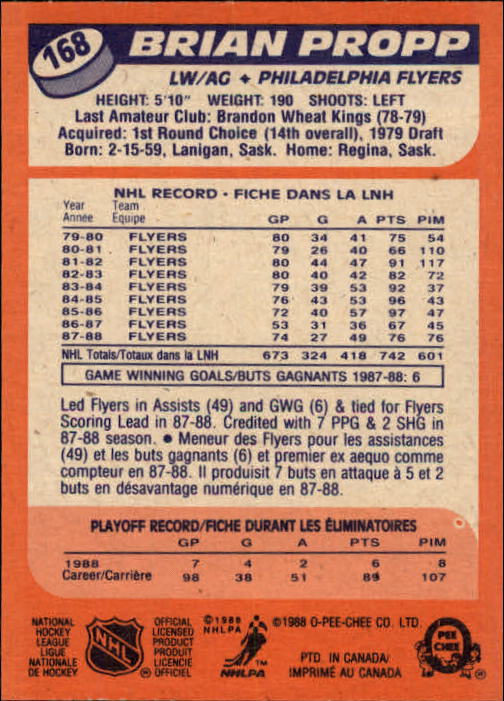 168
BRIAN PROPP
LW/AG + PHILADELPHIA FLYERS
HEIGHT: 5'10" WEIGHT: 190 SHOOTS: LEFT
Last Amateur Club: Brandon Wheat Kings (78-79)
Acquired: 1st Round Choice (14th overall), 1979 Draft
Born: 2-15-59, Lanigan, Sask. Home: Regina, Sask.
NHL RECORD - FICHE DANS LA LNH
Year Team
Année Equipe GP G A PTS PIM
79-80 FLYERS 80 34 41 75 54
80-81 FLYERS 79 26 40 66 110
81-82 FLYERS 80 44 47 91 117
82-83 FLYERS 80 40 42 82 72
83-84 FLYERS 79 39 53 92 37
84-85 FLYERS 76 43 53 96 43
85-86 FLYERS 72 40 57 97 47
86-87 FLYERS 53 31 36 67 45
87-88 FLYERS 74 27 49 76 76
NHL Totals/Totaux dans la LNH 673 324 418 742 601
GAME WINNING GOALS/BUTS GAGNANTS 1987-88: 6
Led Flyers in Assists (49) and GWG (6) & tied for Flyers
Scoring Lead in 87-88. Credited with 7 PPG & 2 SHG in
87-88 season. ● Meneur des Flyers pour les assistances
(49) et les buts gagnants (6) et premier ex aequo comme
compteur en 87-88. Il produisit 7 buts en attaque à 5 et 2
buts en désavantage numérique en 87-88.
PLAYOFF RECORD/FICHE DURANT LES ÉLIMINATOIRES
GP G A PTS PIM
1988 7 4 2 6 8
Career/Carrière 98 38 51 89 107
NATIONAL
HOCKEY
LEAGUE
LIGUE
NATIONALE
DE HOCKEY
NHL
®
OFFICIAL
LICENSED
PRODUCT
PRODUIT
LICENCIÉ
OFFICIEL
©1988
NHLPA
NHLPA
TM
©1988 O-PEE-CHEE CO. LTD.
PTD. IN CANADA/
IMPRIMÉ AU CANADA
O
PEE
CHEE
®